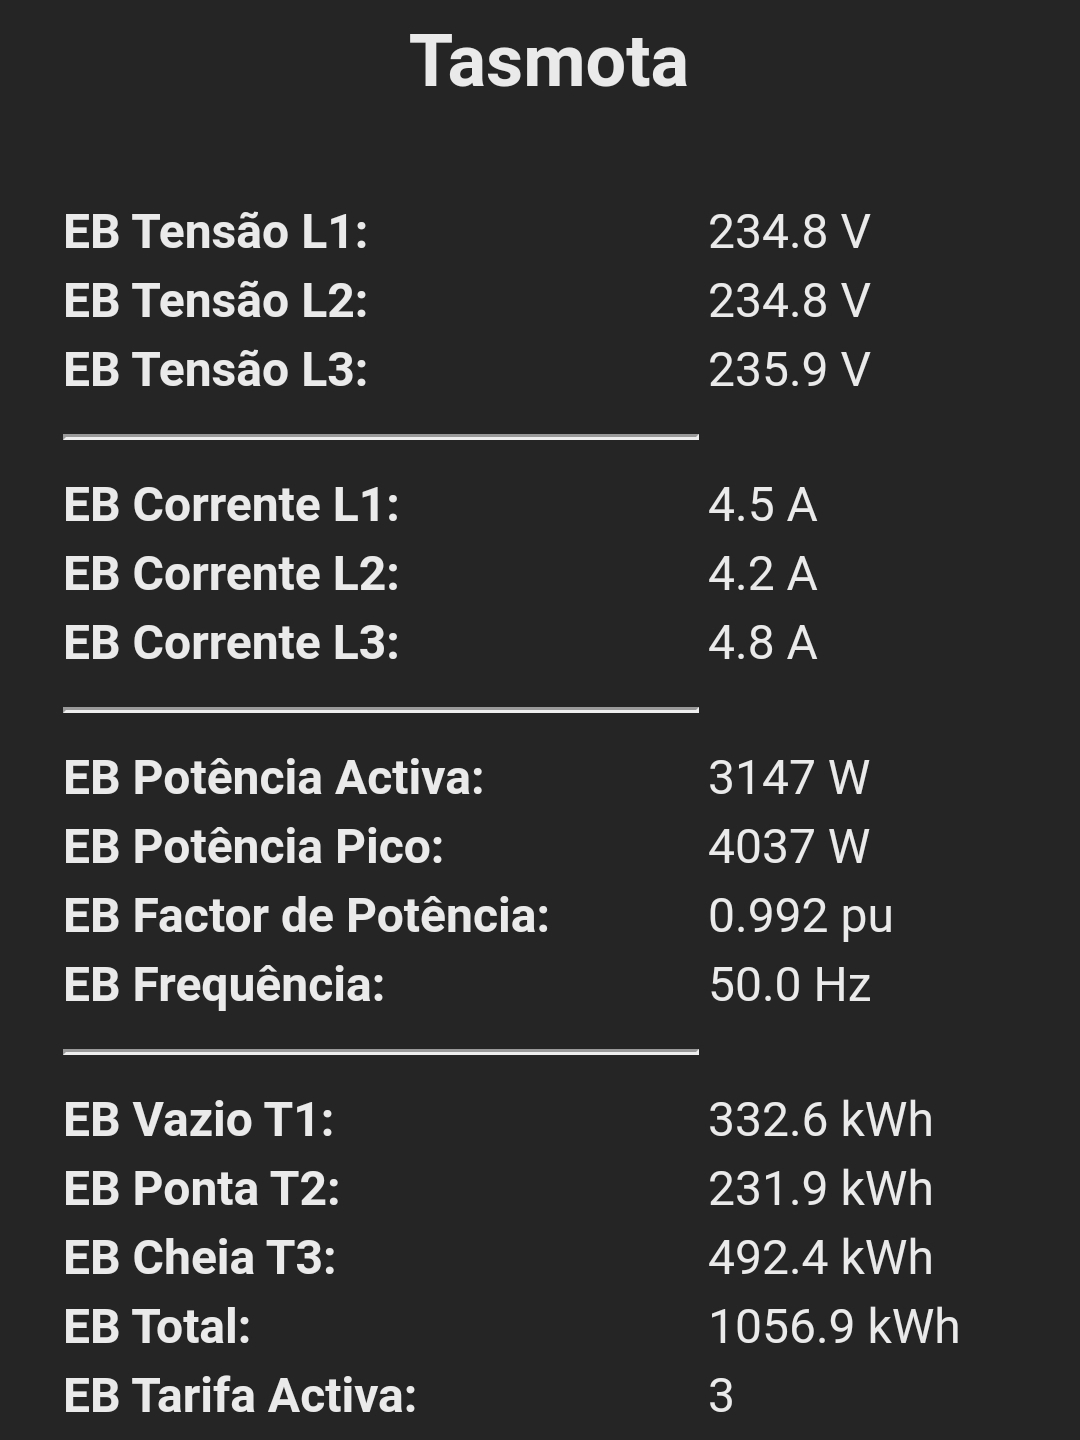 Tasmota
EB Tensão L1: 234.8 V
EB Tensão L2: 234.8 V
EB Tensão L3: 235.9 V
EB Corrente L1: 4.5 A
EB Corrente L2: 4.2 A
EB Corrente L3: 4.8 A
EB Potência Activa: 3147 W
EB Potência Pico: 4037 W
EB Factor de Potência: 0.992 pu
EB Frequência: 50.0 Hz
EB Vazio T1: 332.6 kWh
EB Ponta T2: 231.9 kWh
EB Cheia T3: 492.4 kWh
EB Total: 1056.9 kWh
EB Tarifa Activa: 3